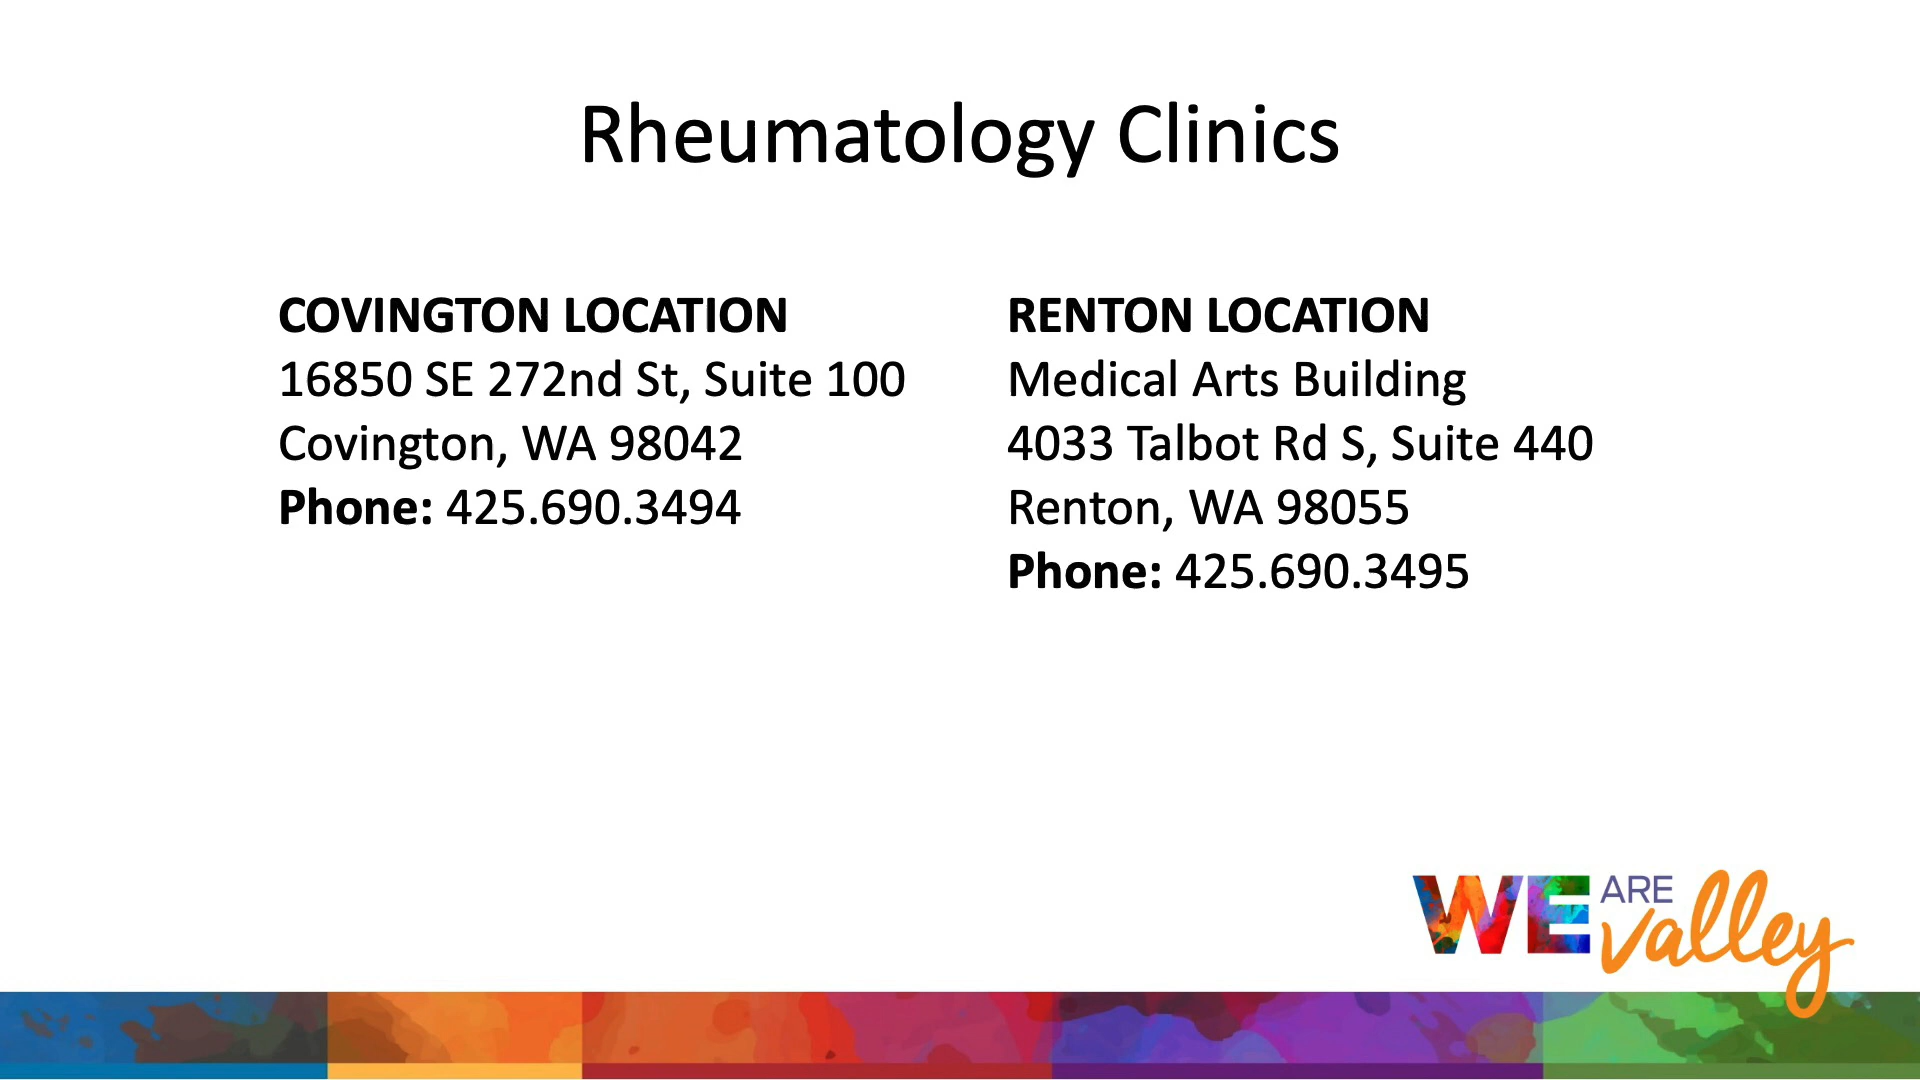 Rheumatology Clinics
COVINGTON LOCATION
16850 SE 272nd St, Suite 100
Covington, WA 98042
Phone: 425.690.3494
RENTON LOCATION
Medical Arts Building
4033 Talbot Rd S, Suite 440
Renton, WA 98055
Phone: 425.690.3495
WE ARE
valley